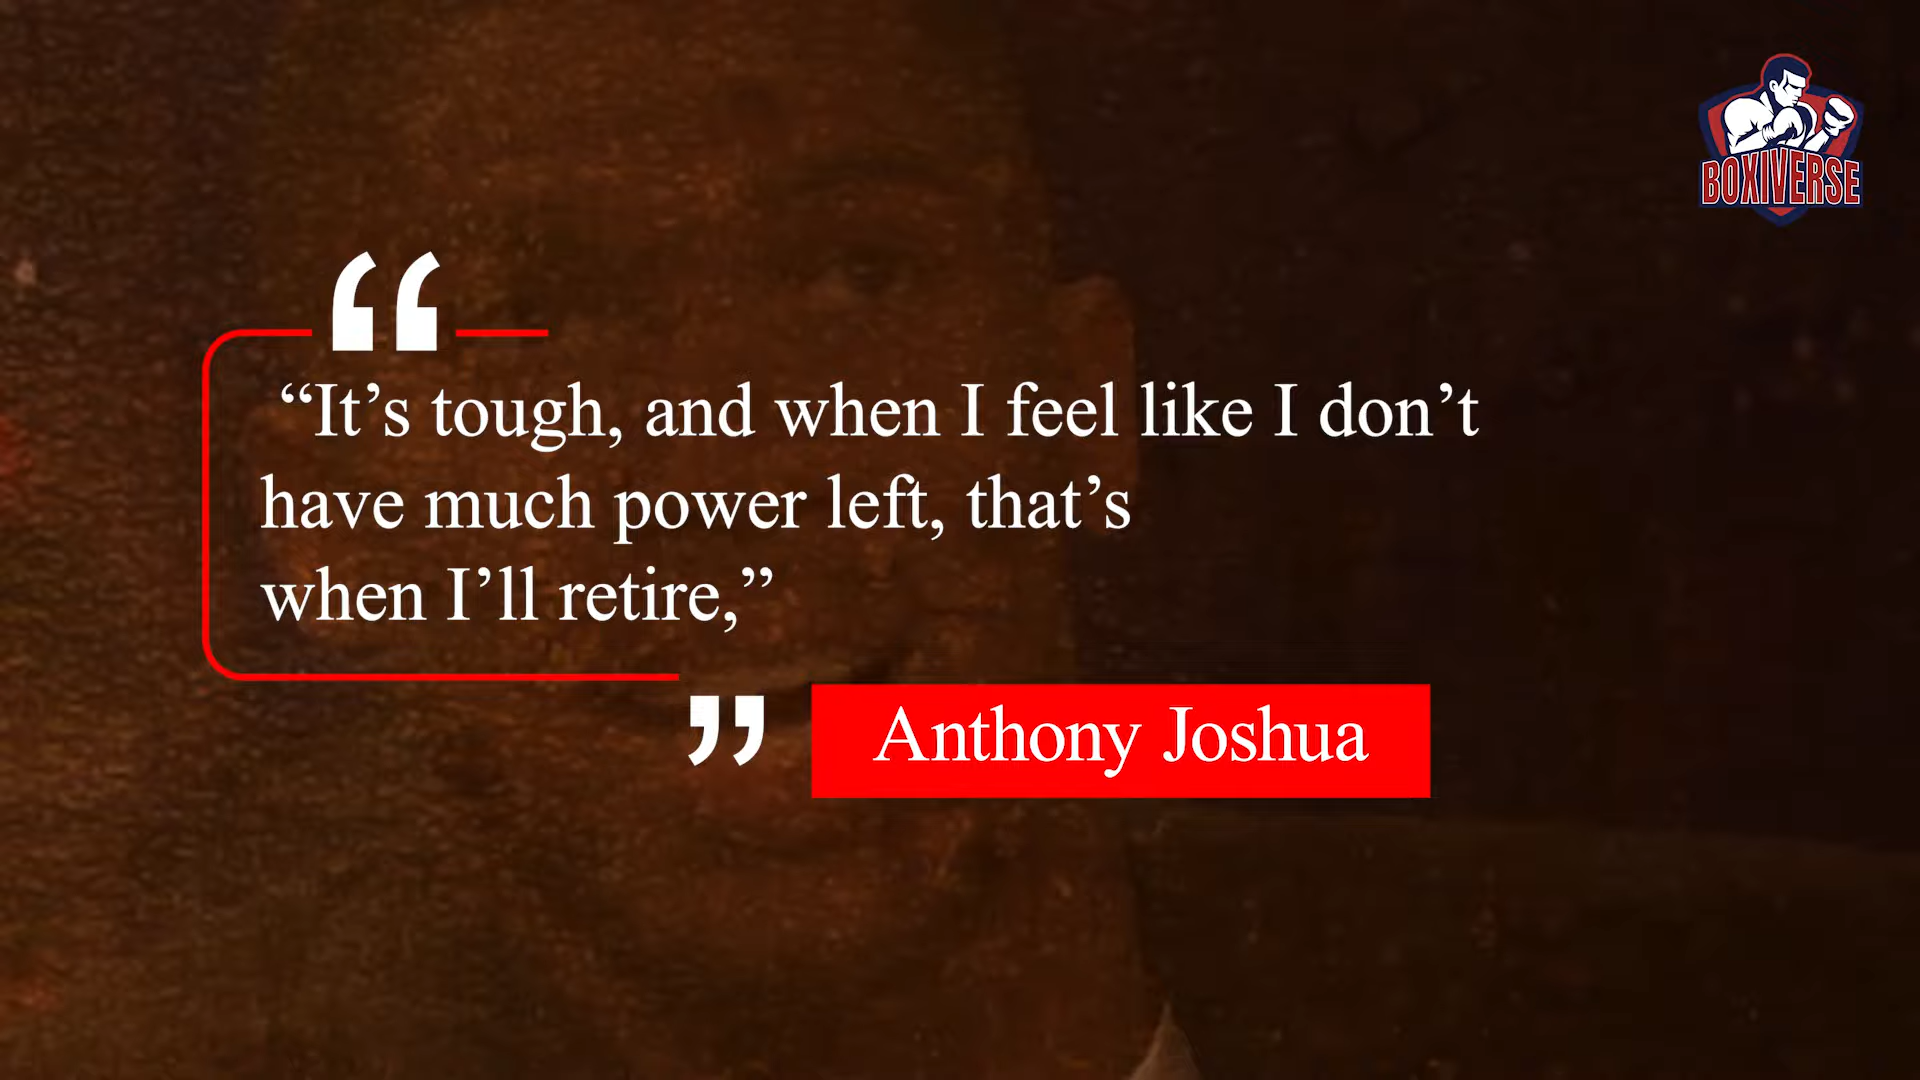 BOXIVERSE
“
“It’s tough, and when I feel like I don’t
have much power left, that’s
when I’ll retire,”
”
Anthony Joshua